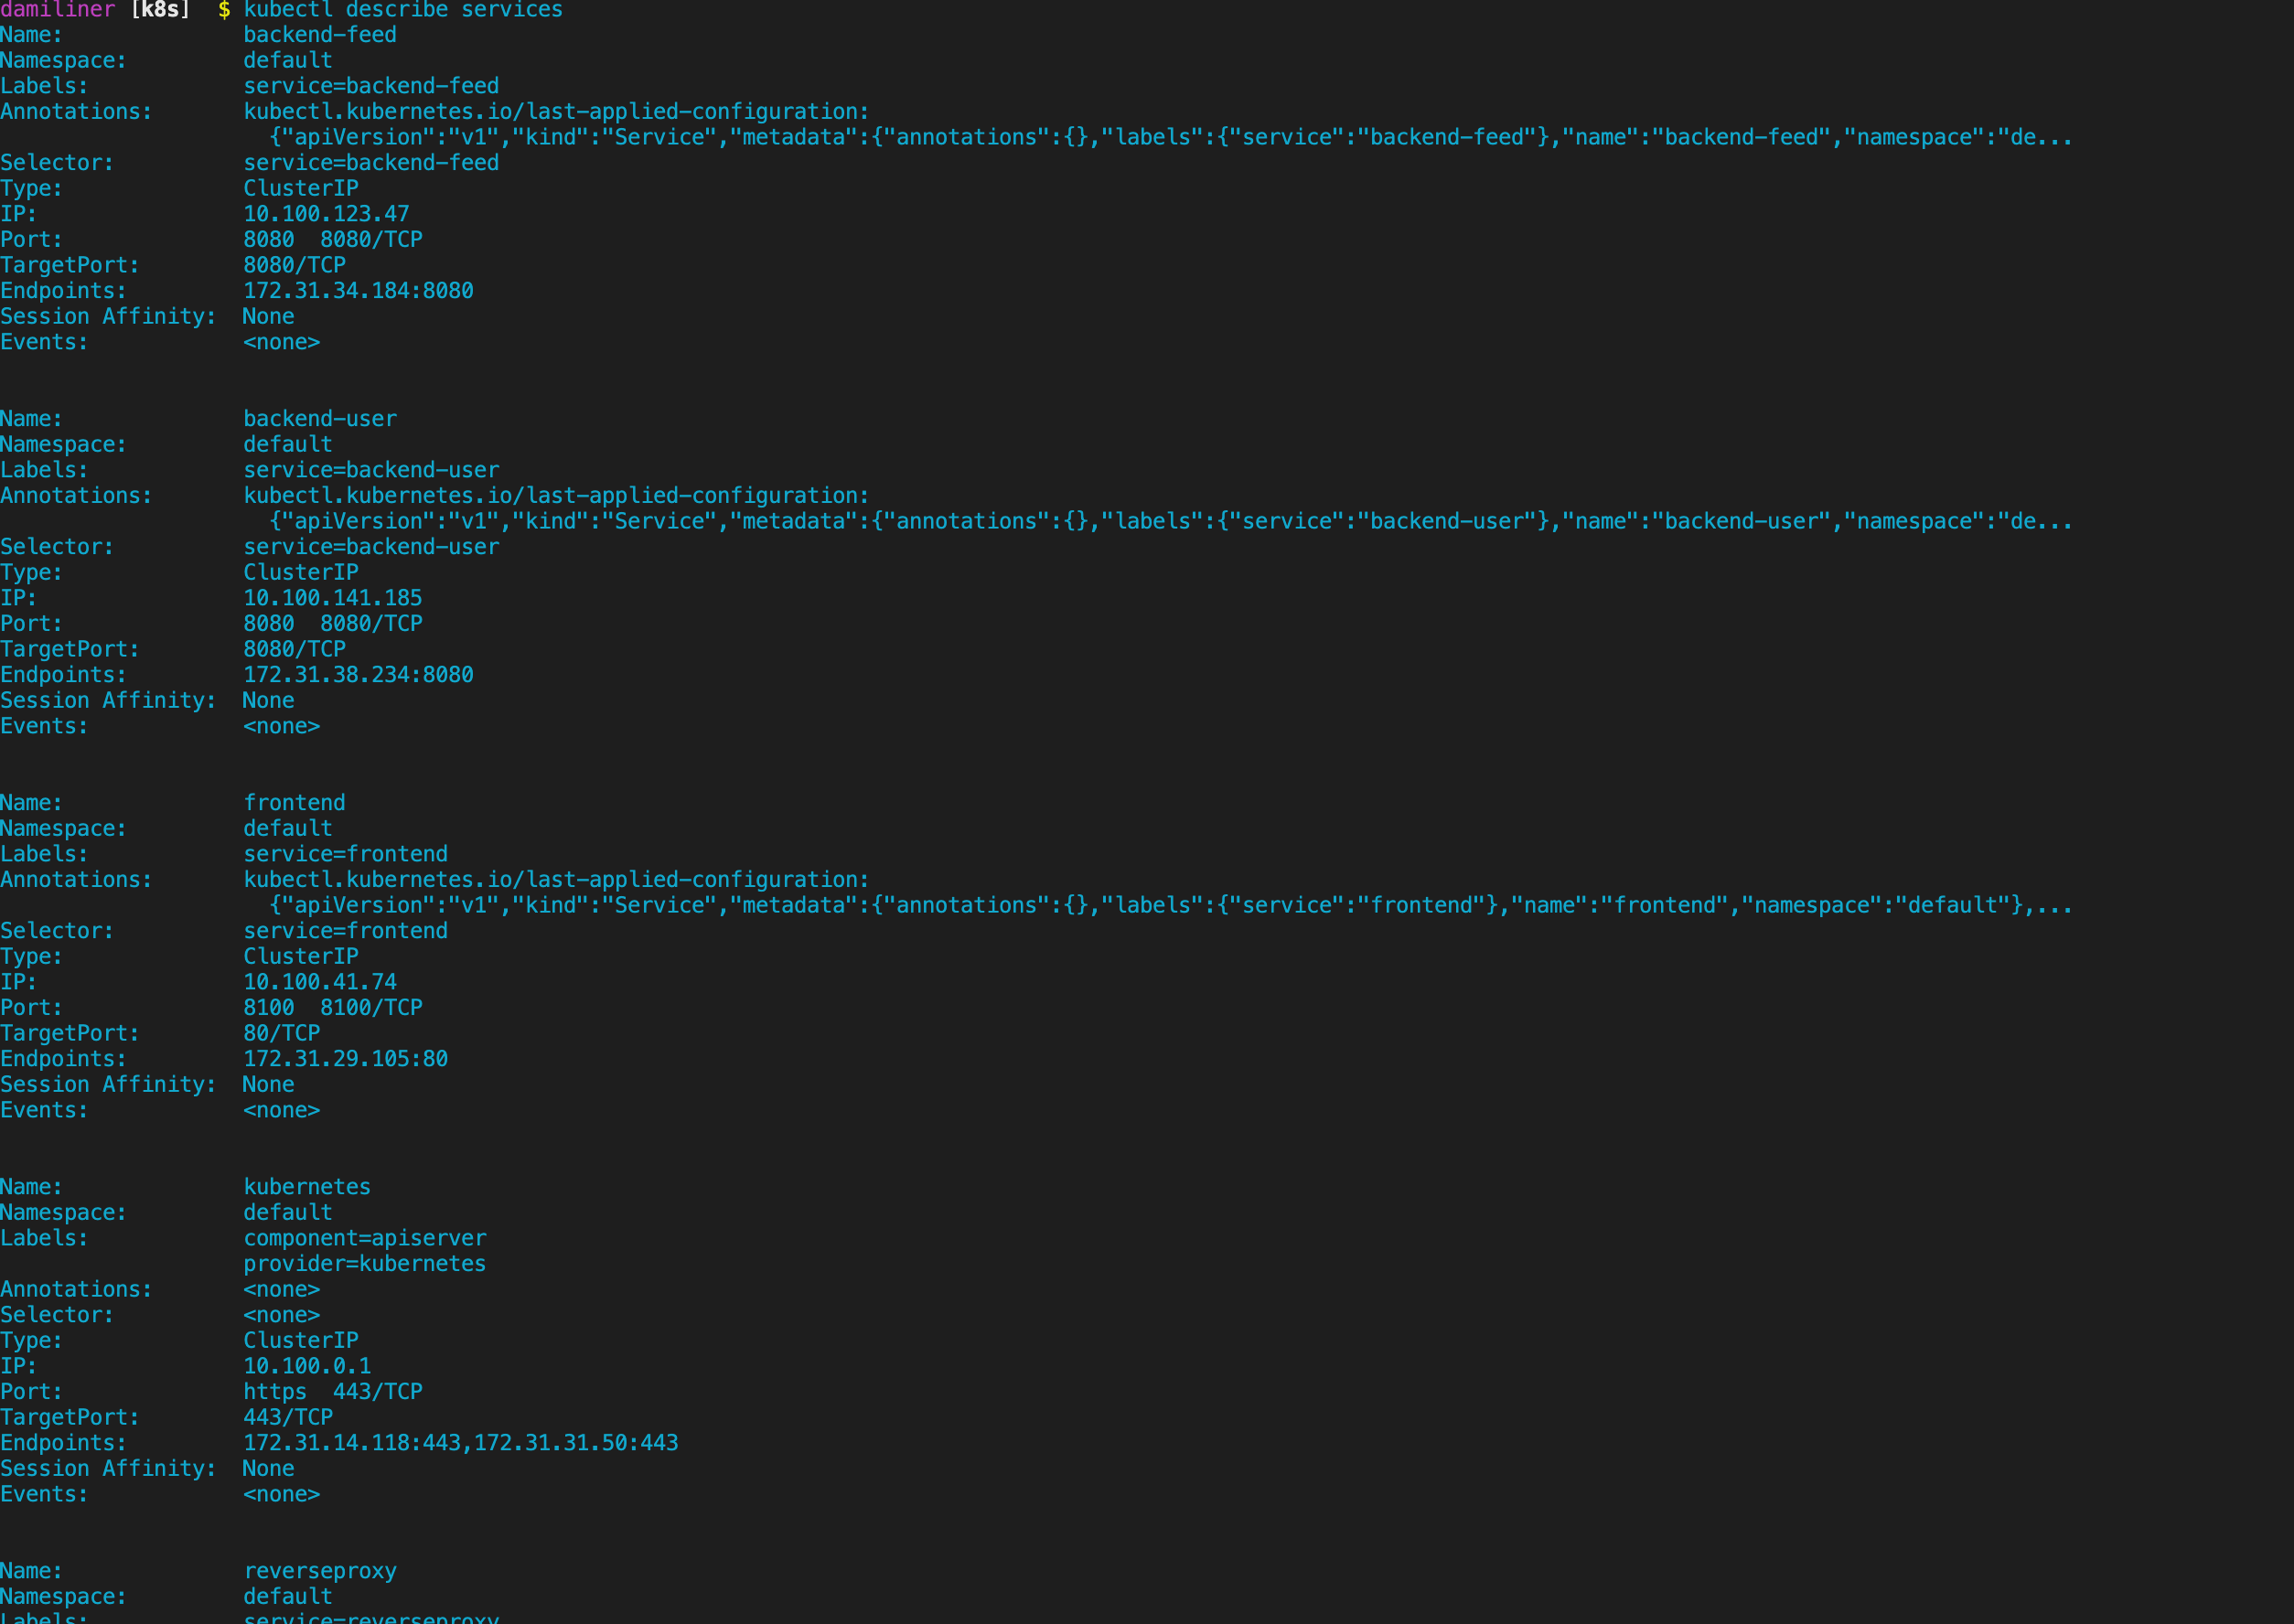 damiliner [k8s]  $ kubectl describe services
Name:              backend-feed
Namespace:         default
Labels:            service=backend-feed
Annotations:       kubectl.kubernetes.io/last-applied-configuration:
                     {"apiVersion":"v1","kind":"Service","metadata":{"annotations":{},"labels":{"service":"backend-feed"},"name":"backend-feed","namespace":"de...
Selector:          service=backend-feed
Type:              ClusterIP
IP:                10.100.123.47
Port:              8080  8080/TCP
TargetPort:        8080/TCP
Endpoints:         172.31.34.184:8080
Session Affinity:  None
Events:            <none>

Name:              backend-user
Namespace:         default
Labels:            service=backend-user
Annotations:       kubectl.kubernetes.io/last-applied-configuration:
                     {"apiVersion":"v1","kind":"Service","metadata":{"annotations":{},"labels":{"service":"backend-user"},"name":"backend-user","namespace":"de...
Selector:          service=backend-user
Type:              ClusterIP
IP:                10.100.141.185
Port:              8080  8080/TCP
TargetPort:        8080/TCP
Endpoints:         172.31.38.234:8080
Session Affinity:  None
Events:            <none>

Name:              frontend
Namespace:         default
Labels:            service=frontend
Annotations:       kubectl.kubernetes.io/last-applied-configuration:
                     {"apiVersion":"v1","kind":"Service","metadata":{"annotations":{},"labels":{"service":"frontend"},"name":"frontend","namespace":"default"},...
Selector:          service=frontend
Type:              ClusterIP
IP:                10.100.41.74
Port:              8100  8100/TCP
TargetPort:        80/TCP
Endpoints:         172.31.29.105:80
Session Affinity:  None
Events:            <none>

Name:              kubernetes
Namespace:         default
Labels:            component=apiserver
                   provider=kubernetes
Annotations:       <none>
Selector:          <none>
Type:              ClusterIP
IP:                10.100.0.1
Port:              https  443/TCP
TargetPort:        443/TCP
Endpoints:         172.31.14.118:443,172.31.31.50:443
Session Affinity:  None
Events:            <none>

Name:              reverseproxy
Namespace:         default
Labels:            service=reverseproxy